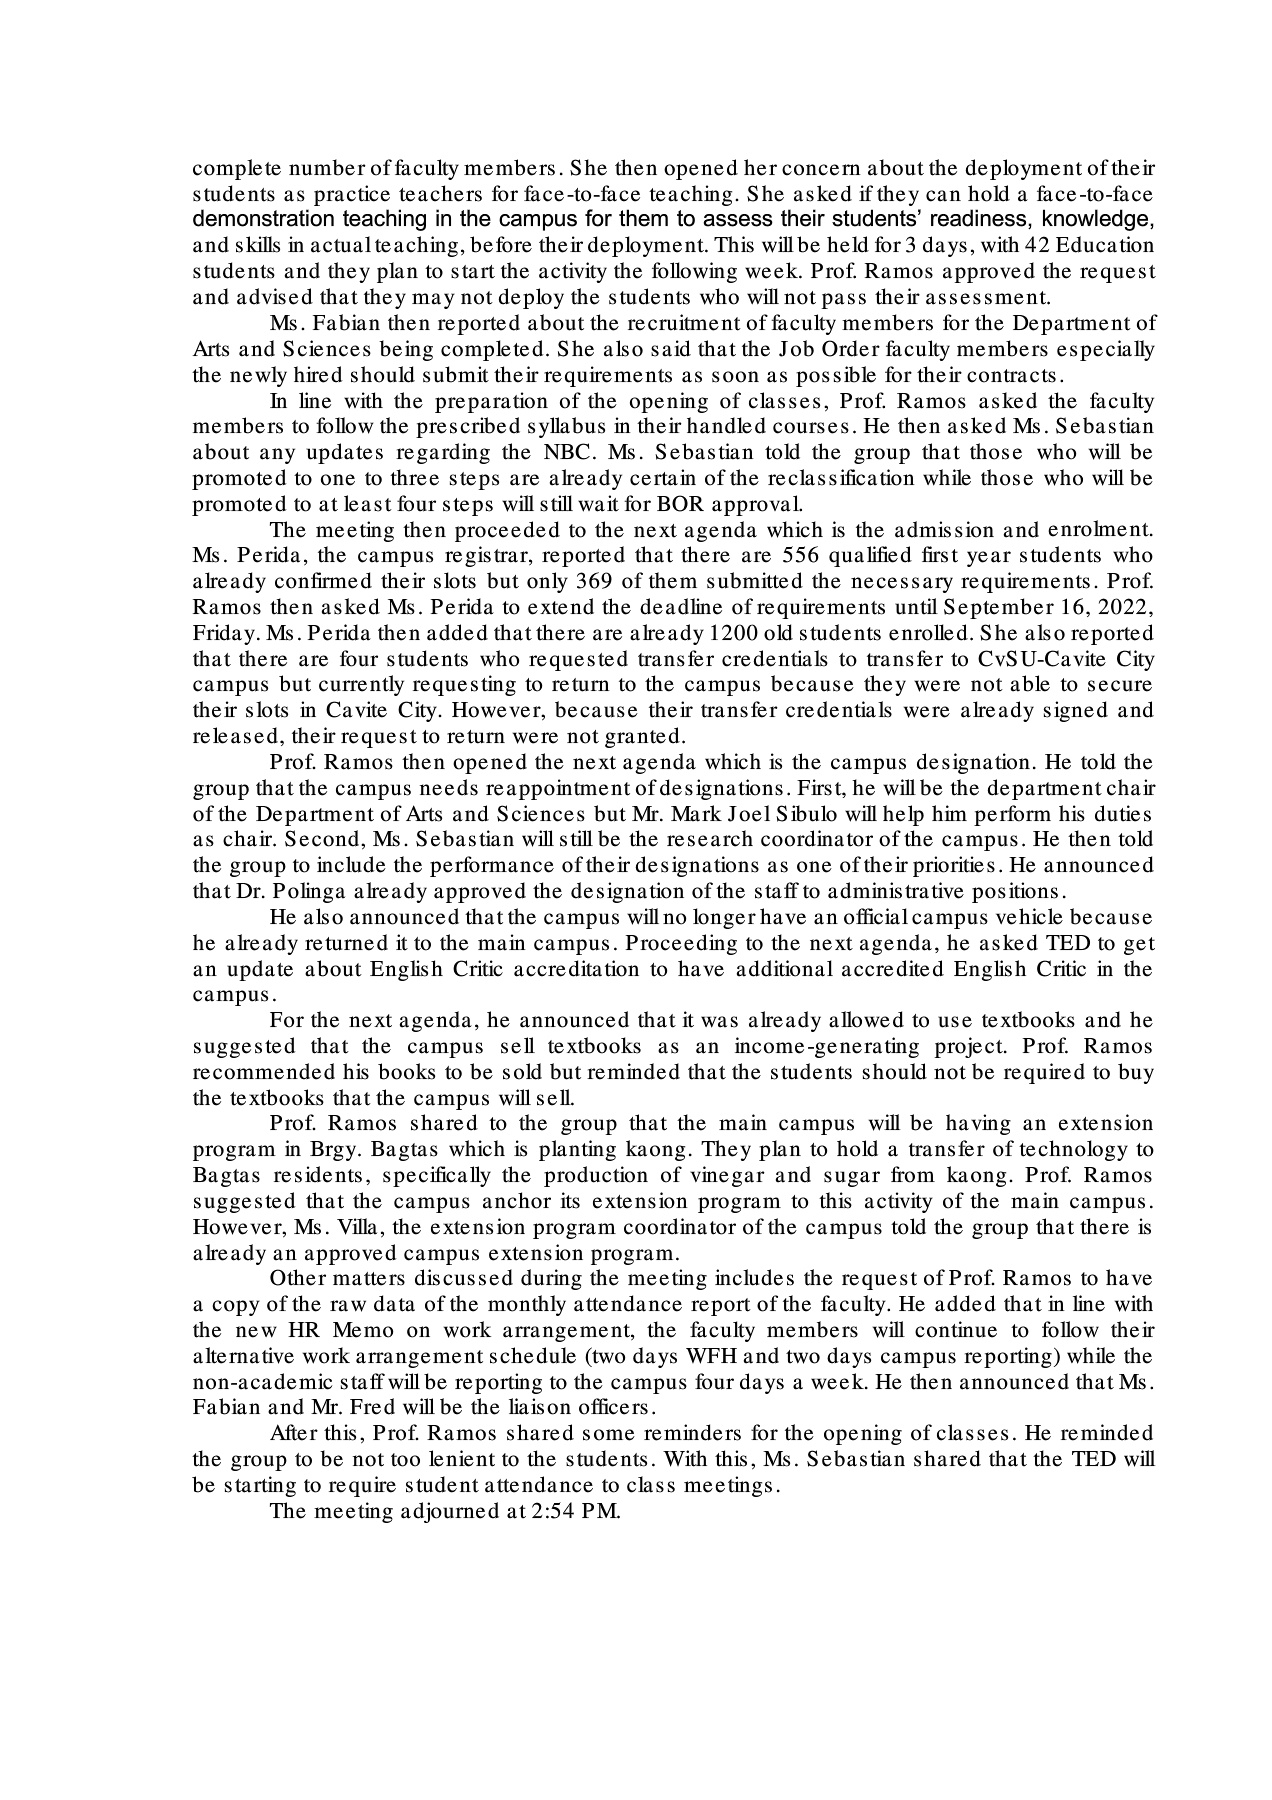 complete number of faculty members. She then opened her concern about the deployment of their
students as practice teachers for face-to-face teaching. She asked if they can hold a face-to-face
demonstration teaching in the campus for them to assess their students’ readiness, knowledge,
and skills in actual teaching, before their deployment. This will be held for 3 days, with 42 Education
students and they plan to start the activity the following week. Prof. Ramos approved the request
and advised that they may not deploy the students who will not pass their assessment.
Ms. Fabian then reported about the recruitment of faculty members for the Department of
Arts and Sciences being completed. She also said that the Job Order faculty members especially
the newly hired should submit their requirements as soon as possible for their contracts.
In line with the preparation of the opening of classes, Prof. Ramos asked the faculty
members to follow the prescribed syllabus in their handled courses. He then asked Ms. Sebastian
about any updates regarding the NBC. Ms. Sebastian told the group that those who will be
promoted to one to three steps are already certain of the reclassification while those who will be
promoted to at least four steps will still wait for BOR approval.
The meeting then proceeded to the next agenda which is the admission and enrolment.
Ms. Perida, the campus registrar, reported that there are 556 qualified first year students who
already confirmed their slots but only 369 of them submitted the necessary requirements. Prof.
Ramos then asked Ms. Perida to extend the deadline of requirements until September 16, 2022,
Friday. Ms. Perida then added that there are already 1200 old students enrolled. She also reported
that there are four students who requested transfer credentials to transfer to CvSU-Cavite City
campus but currently requesting to return to the campus because they were not able to secure
their slots in Cavite City. However, because their transfer credentials were already signed and
released, their request to return were not granted.
Prof. Ramos then opened the next agenda which is the campus designation. He told the
group that the campus needs reappointment of designations. First, he will be the department chair
of the Department of Arts and Sciences but Mr. Mark Joel Sibulo will help him perform his duties
as chair. Second, Ms. Sebastian will still be the research coordinator of the campus. He then told
the group to include the performance of their designations as one of their priorities. He announced
that Dr. Polinga already approved the designation of the staff to administrative positions.
He also announced that the campus will no longer have an official campus vehicle because
he already returned it to the main campus. Proceeding to the next agenda, he asked TED to get
an update about English Critic accreditation to have additional accredited English Critic in the
campus.
For the next agenda, he announced that it was already allowed to use textbooks and he
suggested that the campus sell textbooks as an income-generating project. Prof. Ramos
recommended his books to be sold but reminded that the students should not be required to buy
the textbooks that the campus will sell.
Prof. Ramos shared to the group that the main campus will be having an extension
program in Brgy. Bagtas which is planting kaong. They plan to hold a transfer of technology to
Bagtas residents, specifically the production of vinegar and sugar from kaong. Prof. Ramos
suggested that the campus anchor its extension program to this activity of the main campus.
However, Ms. Villa, the extension program coordinator of the campus told the group that there is
already an approved campus extension program.
Other matters discussed during the meeting includes the request of Prof. Ramos to have
a copy of the raw data of the monthly attendance report of the faculty. He added that in line with
the new HR Memo on work arrangement, the faculty members will continue to follow their
alternative work arrangement schedule (two days WFH and two days campus reporting) while the
non-academic staff will be reporting to the campus four days a week. He then announced that Ms.
Fabian and Mr. Fred will be the liaison officers.
After this, Prof. Ramos shared some reminders for the opening of classes. He reminded
the group to be not too lenient to the students. With this, Ms. Sebastian shared that the TED will
be starting to require student attendance to class meetings.
The meeting adjourned at 2:54 PM.